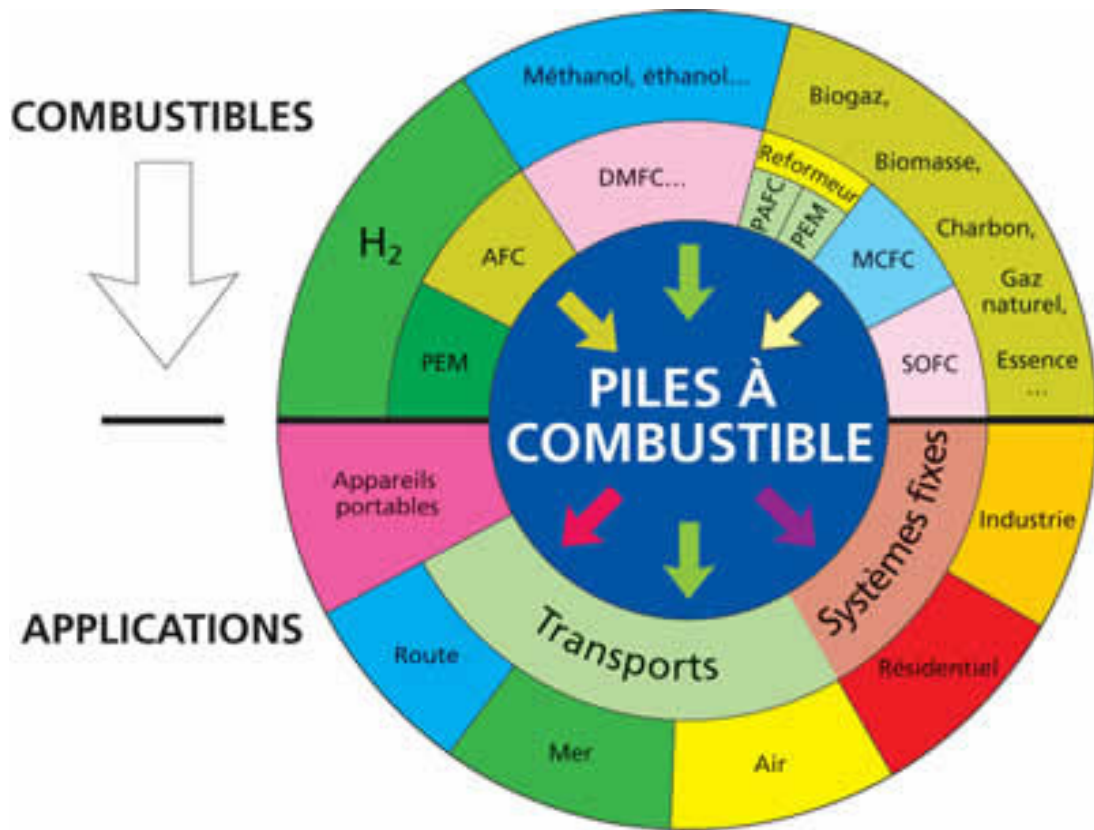 COMBUSTIBLES
Méthanol, éthanol...
Biogaz,
Biomasse,
Charbon,
Gaz
naturel,
Essence
...
H2
DMFC...
Reformeur
PAFC
PEM
AFC
MCFC
PEM
SOFC
PILES À
COMBUSTIBLE
APPLICATIONS
Appareils
portables
Transports
Systèmes fixes
Industrie
Route
Résidentiel
Mer
Air